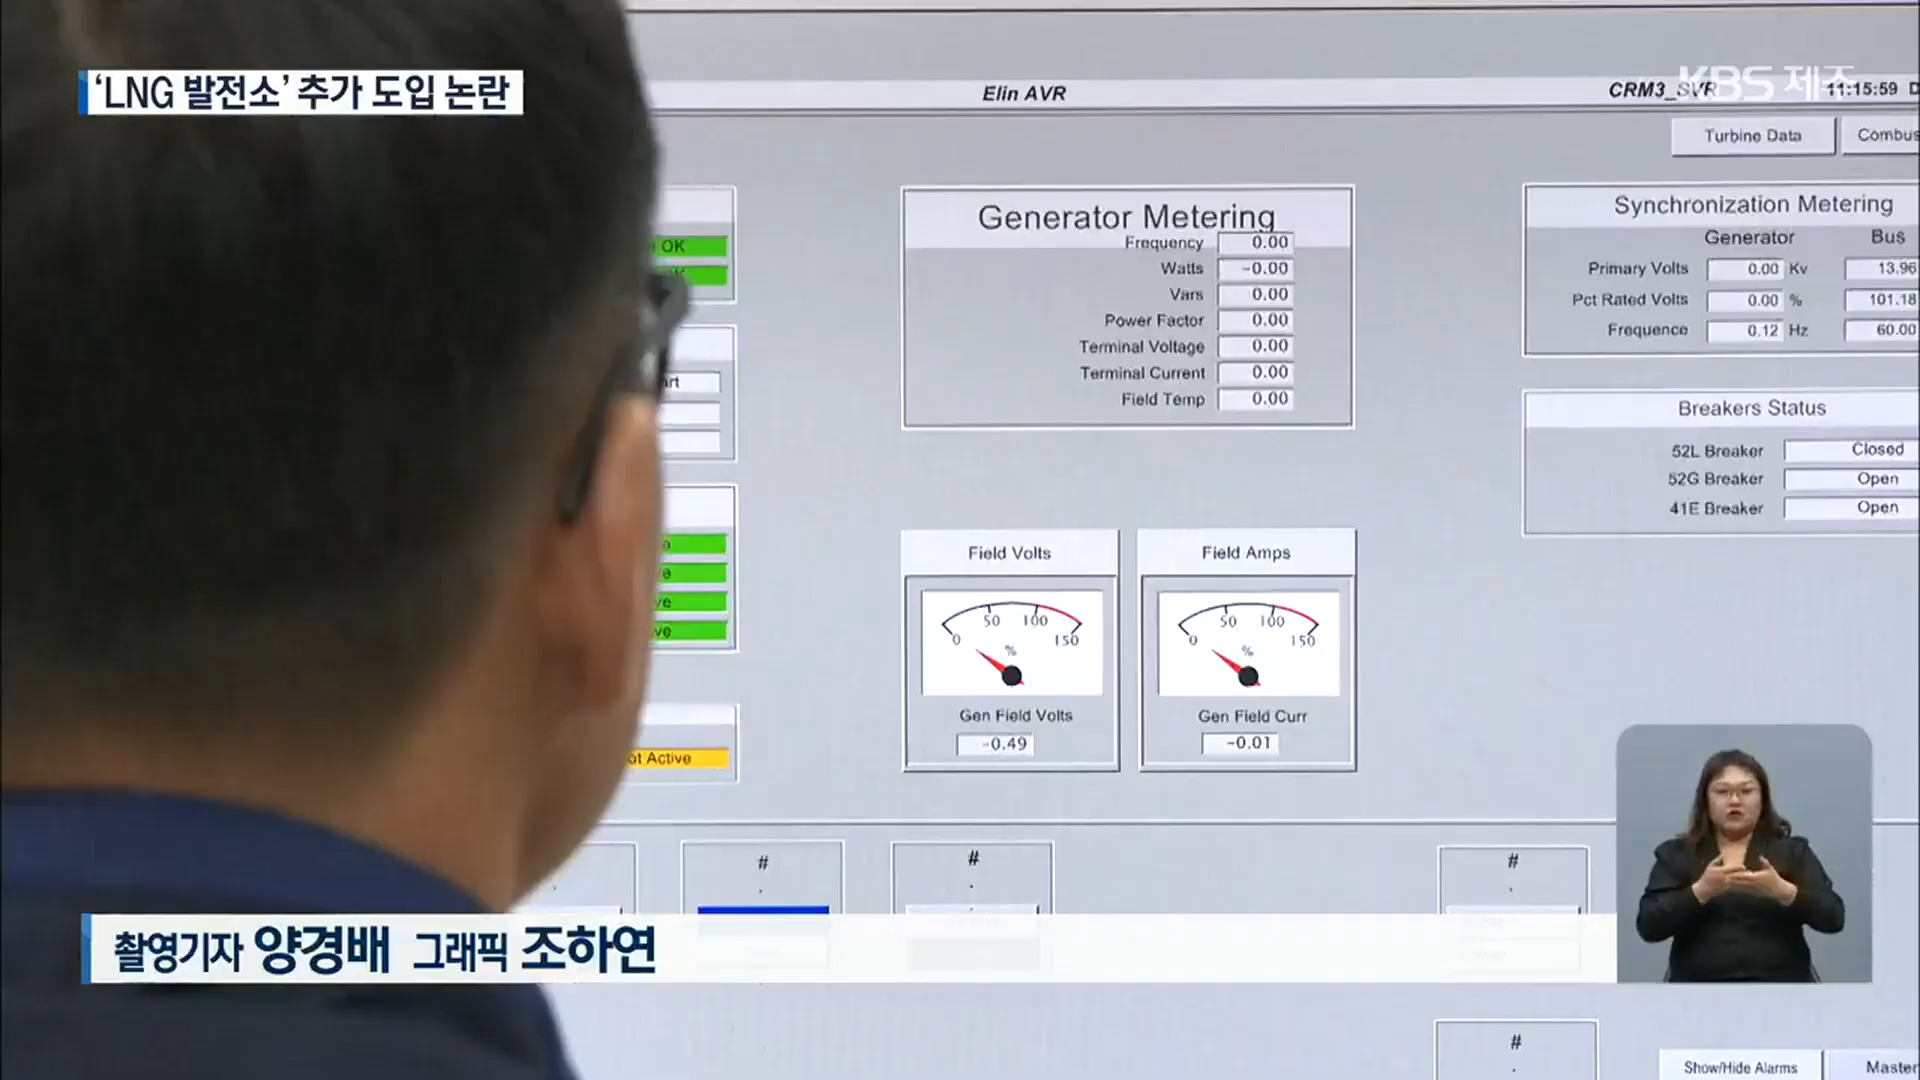 'LNG 발전소' 추가 도입 논란
KBS 제주
Elin AVR
CRM3_SVR
11:15:59
Turbine Data
Generator Metering
Frequency 0.00
Watts -0.00
Vars 0.00
Power Factor 0.00
Terminal Voltage 0.00
Terminal Current 0.00
Field Temp 0.00
Synchronization Metering
Generator Bus
Primary Volts 0.00 Kv 13.96
Pct Rated Volts 0.00 % 101.18
Frequence 0.12 Hz 60.00
Breakers Status
52L Breaker Closed
52G Breaker Open
41E Breaker Open
OK
Field Volts
0 50 100 150
%
Gen Field Volts
-0.49
Field Amps
0 50 100 150
%
Gen Field Curr
-0.01
Active
#
#
#
촬영기자 양경배 그래픽 조하연
#
Show/Hide Alarms
Master